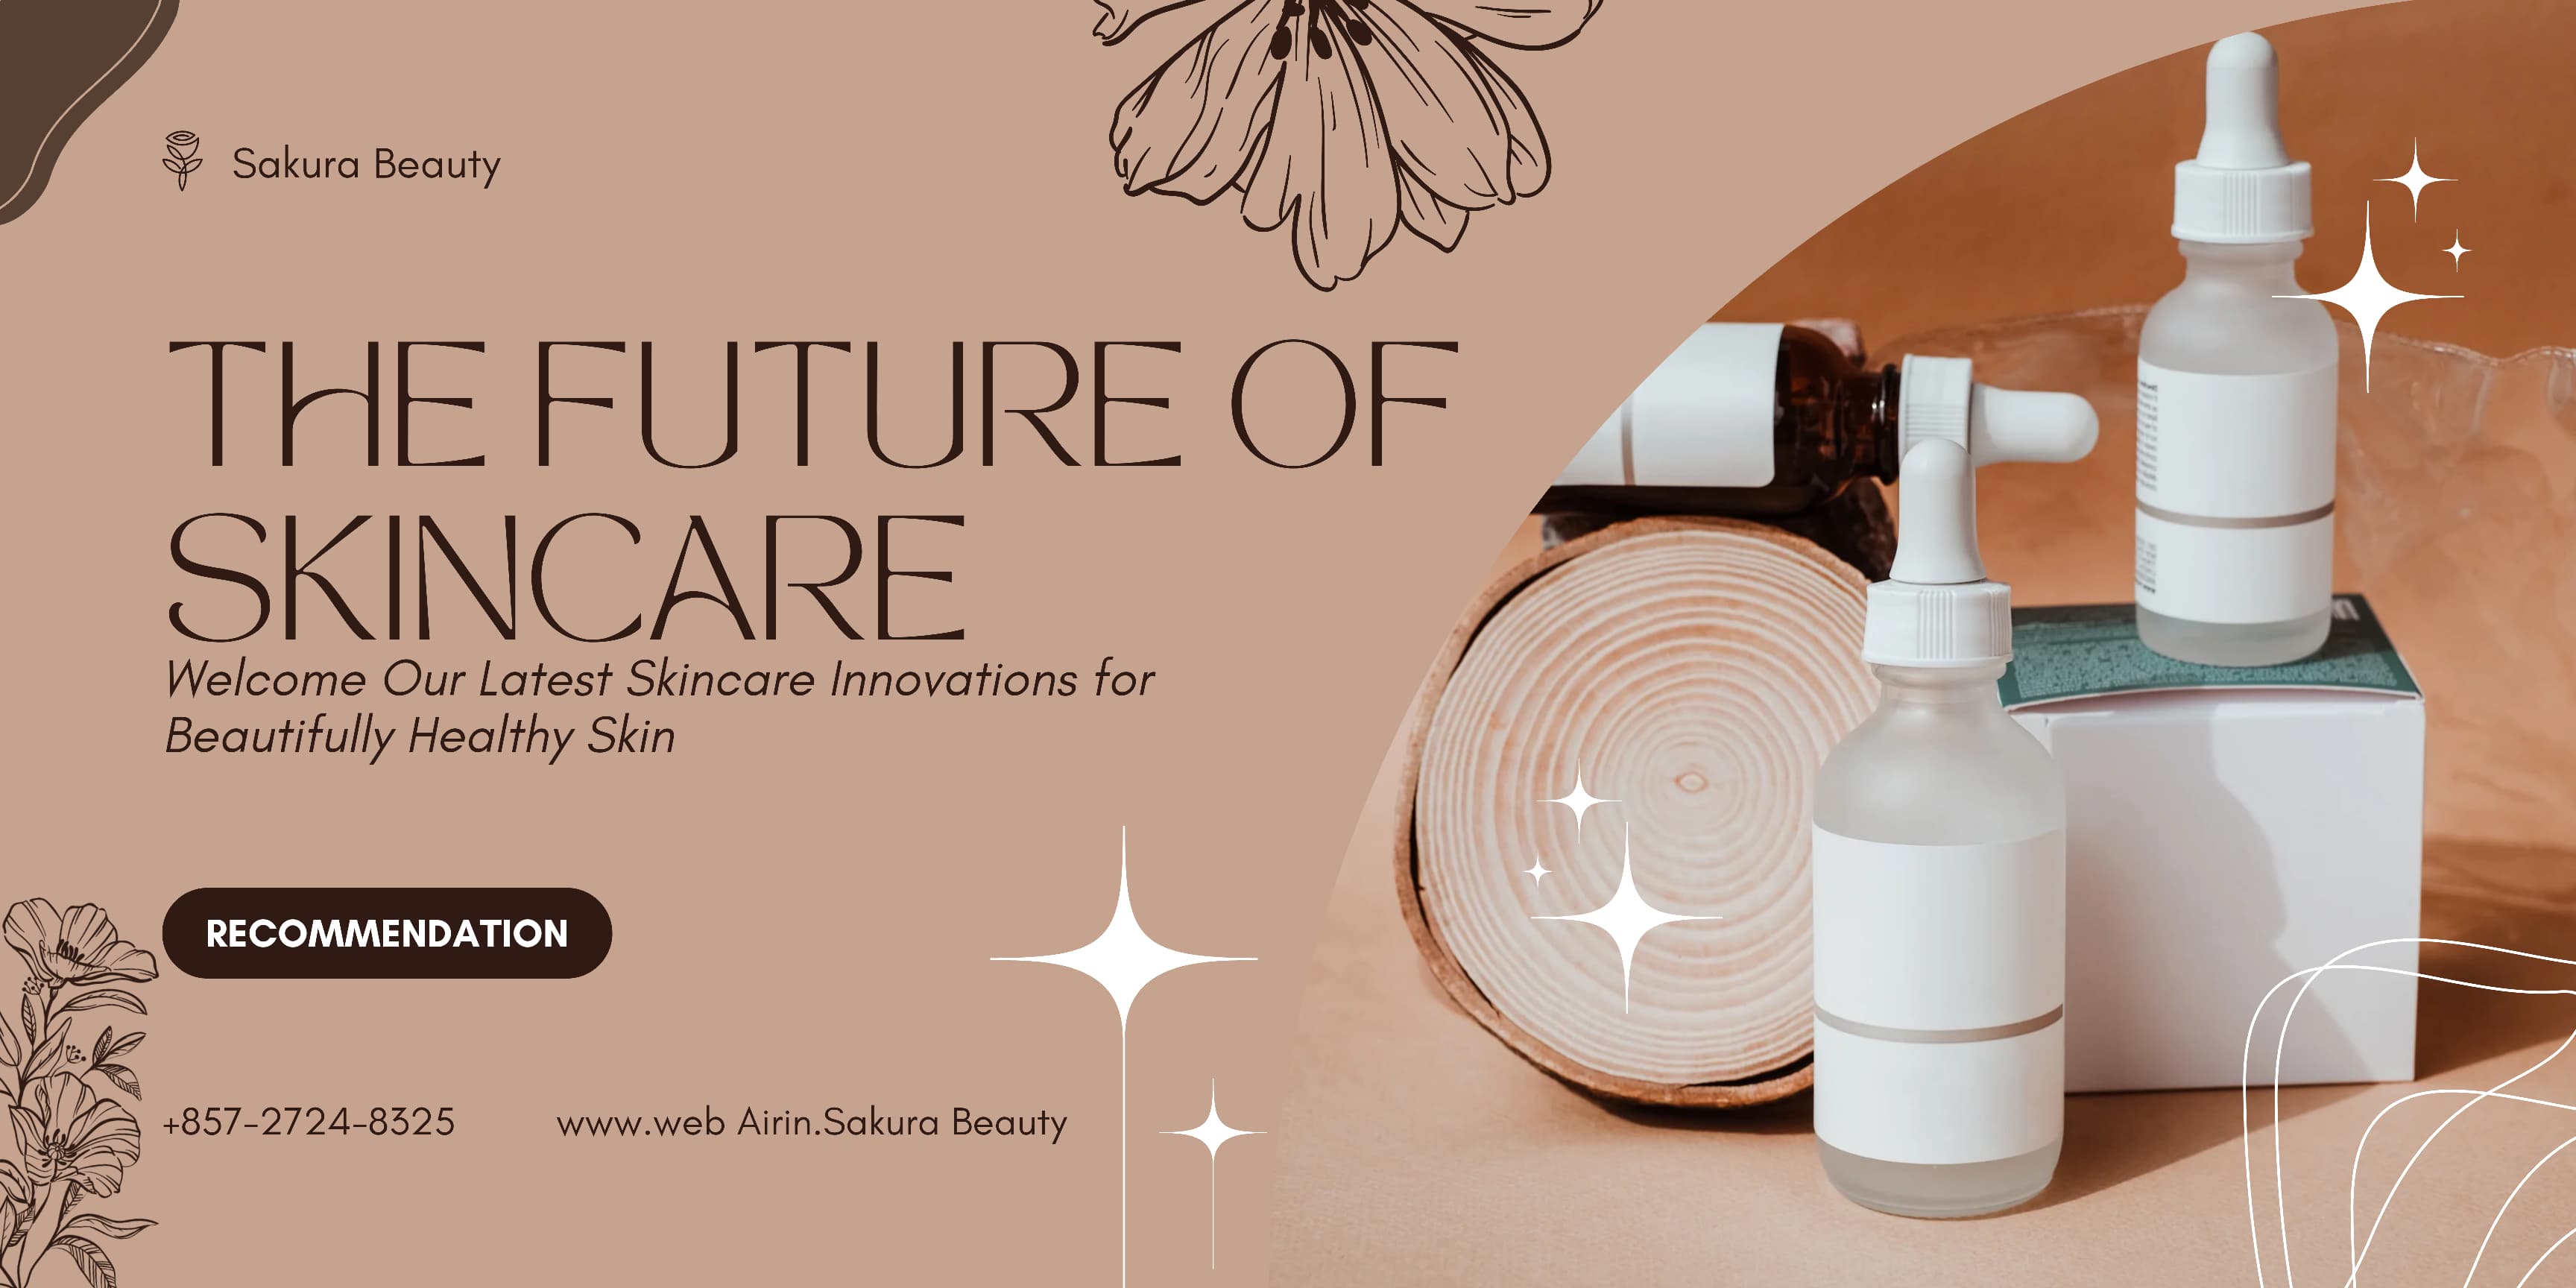 Sakura Beauty
THE FUTURE OF
SKINCARE
Welcome Our Latest Skincare Innovations for
Beautifully Healthy Skin
RECOMMENDATION
+857-2724-8325
www.web Airin.Sakura Beauty